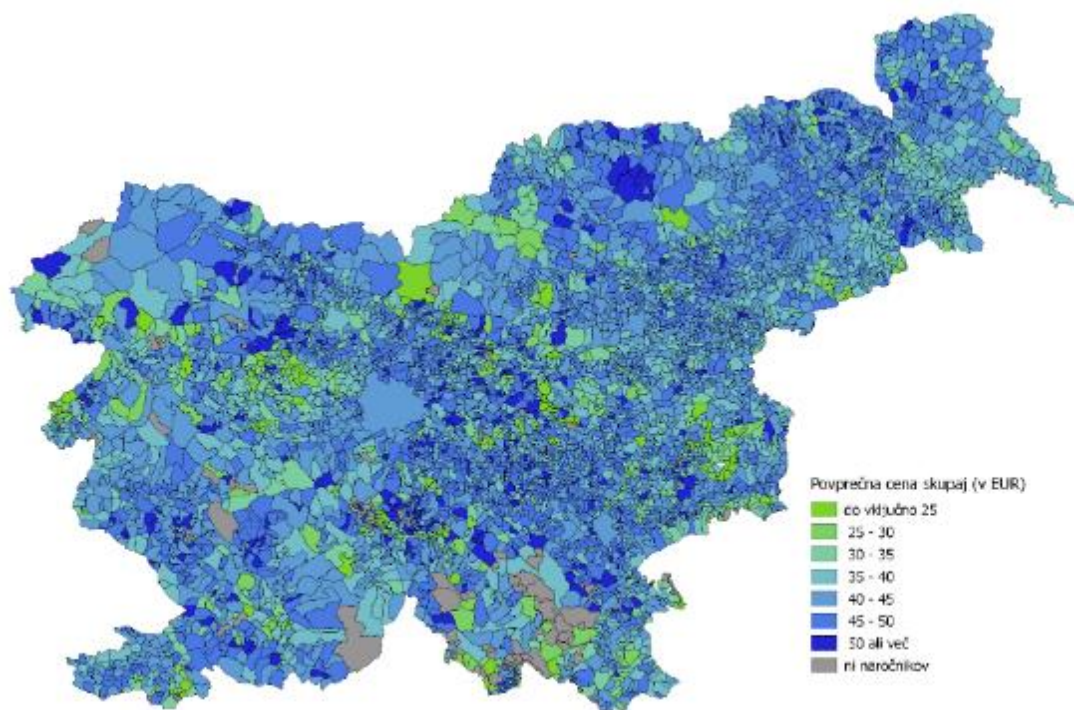 Povprečna cena skupaj (v EUR)
do vključno 25
25 - 30
30 - 35
35 - 40
40 - 45
45 - 50
50 ali več
ni naročnikov